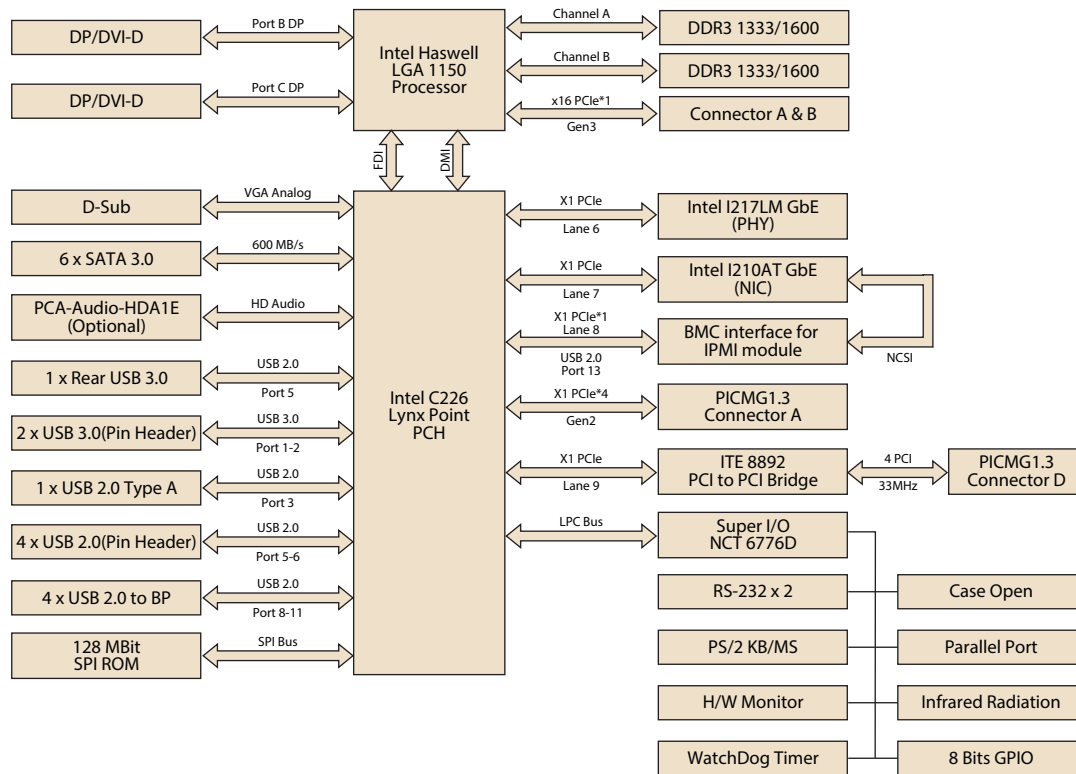 DP/DVI-D
Port B DP
Intel Haswell
LGA 1150
Processor
Channel A
DDR3 1333/1600
Channel B
DDR3 1333/1600
DP/DVI-D
Port C DP
x16 PCIe*1
Gen3
Connector A & B
FDI
DMI
D-Sub
VGA Analog
6 x SATA 3.0
600 MB/s
PCA-Audio-HDA1E
(Optional)
HD Audio
1 x Rear USB 3.0
USB 2.0
Port 5
2 x USB 3.0(Pin Header)
USB 3.0
Port 1-2
1 x USB 2.0 Type A
USB 2.0
Port 3
4 x USB 2.0(Pin Header)
USB 2.0
Port 5-6
4 x USB 2.0 to BP
USB 2.0
Port 8-11
128 MBit
SPI ROM
SPI Bus
Intel C226
Lynx Point
PCH
X1 PCIe
Lane 6
Intel I217LM GbE
(PHY)
X1 PCIe
Lane 7
Intel I210AT GbE
(NIC)
X1 PCIe*1
Lane 8
USB 2.0
Port 13
BMC interface for
IPMI module
NCSI
X1 PCIe*4
Gen2
PICMG1.3
Connector A
X1 PCIe
Lane 9
ITE 8892
PCI to PCI Bridge
4 PCI
33MHz
PICMG1.3
Connector D
LPC Bus
Super I/O
NCT 6776D
RS-232 x 2
Case Open
PS/2 KB/MS
Parallel Port
H/W Monitor
Infrared Radiation
WatchDog Timer
8 Bits GPIO